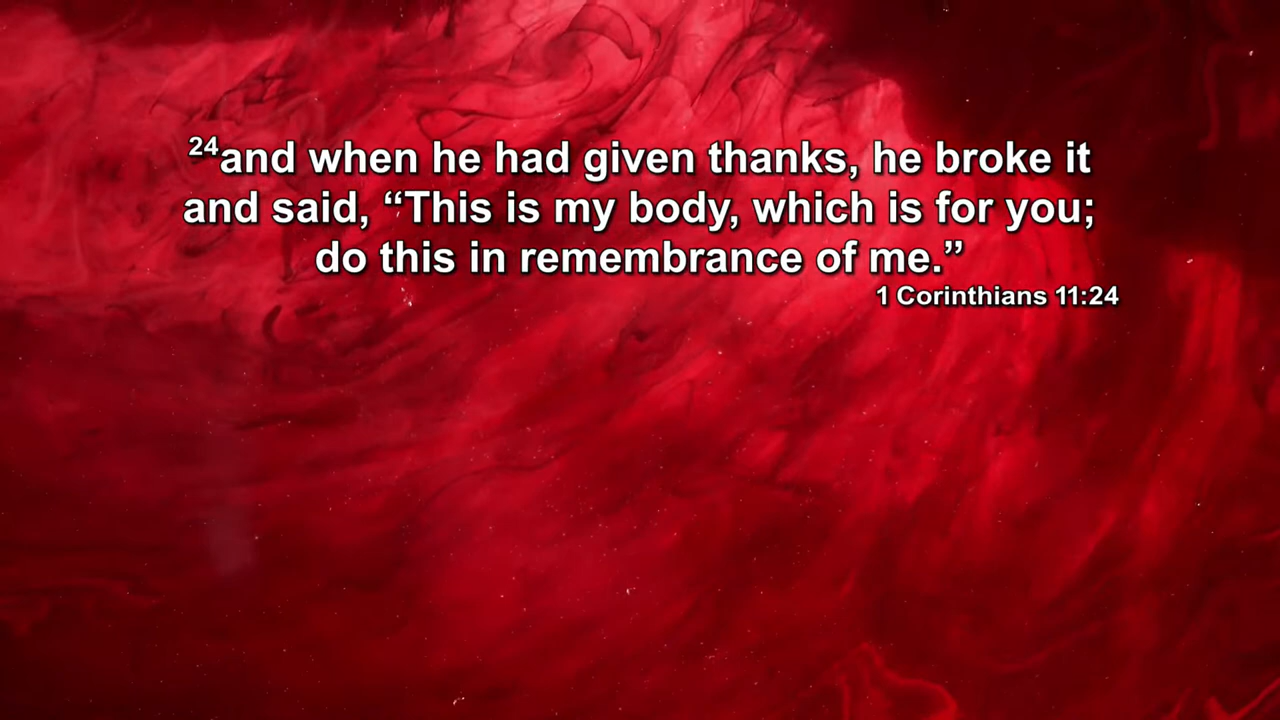 24and when he had given thanks, he broke it
and said, “This is my body, which is for you;
do this in remembrance of me.”
1 Corinthians 11:24